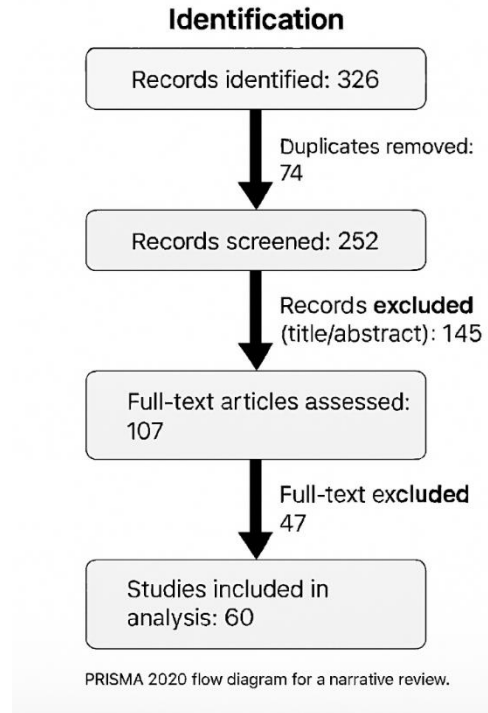 Identification
Records identified: 326
Duplicates removed:
74
Records screened: 252
Records excluded
(title/abstract): 145
Full-text articles assessed:
107
Full-text excluded
47
Studies included in
analysis: 60
PRISMA 2020 flow diagram for a narrative review.